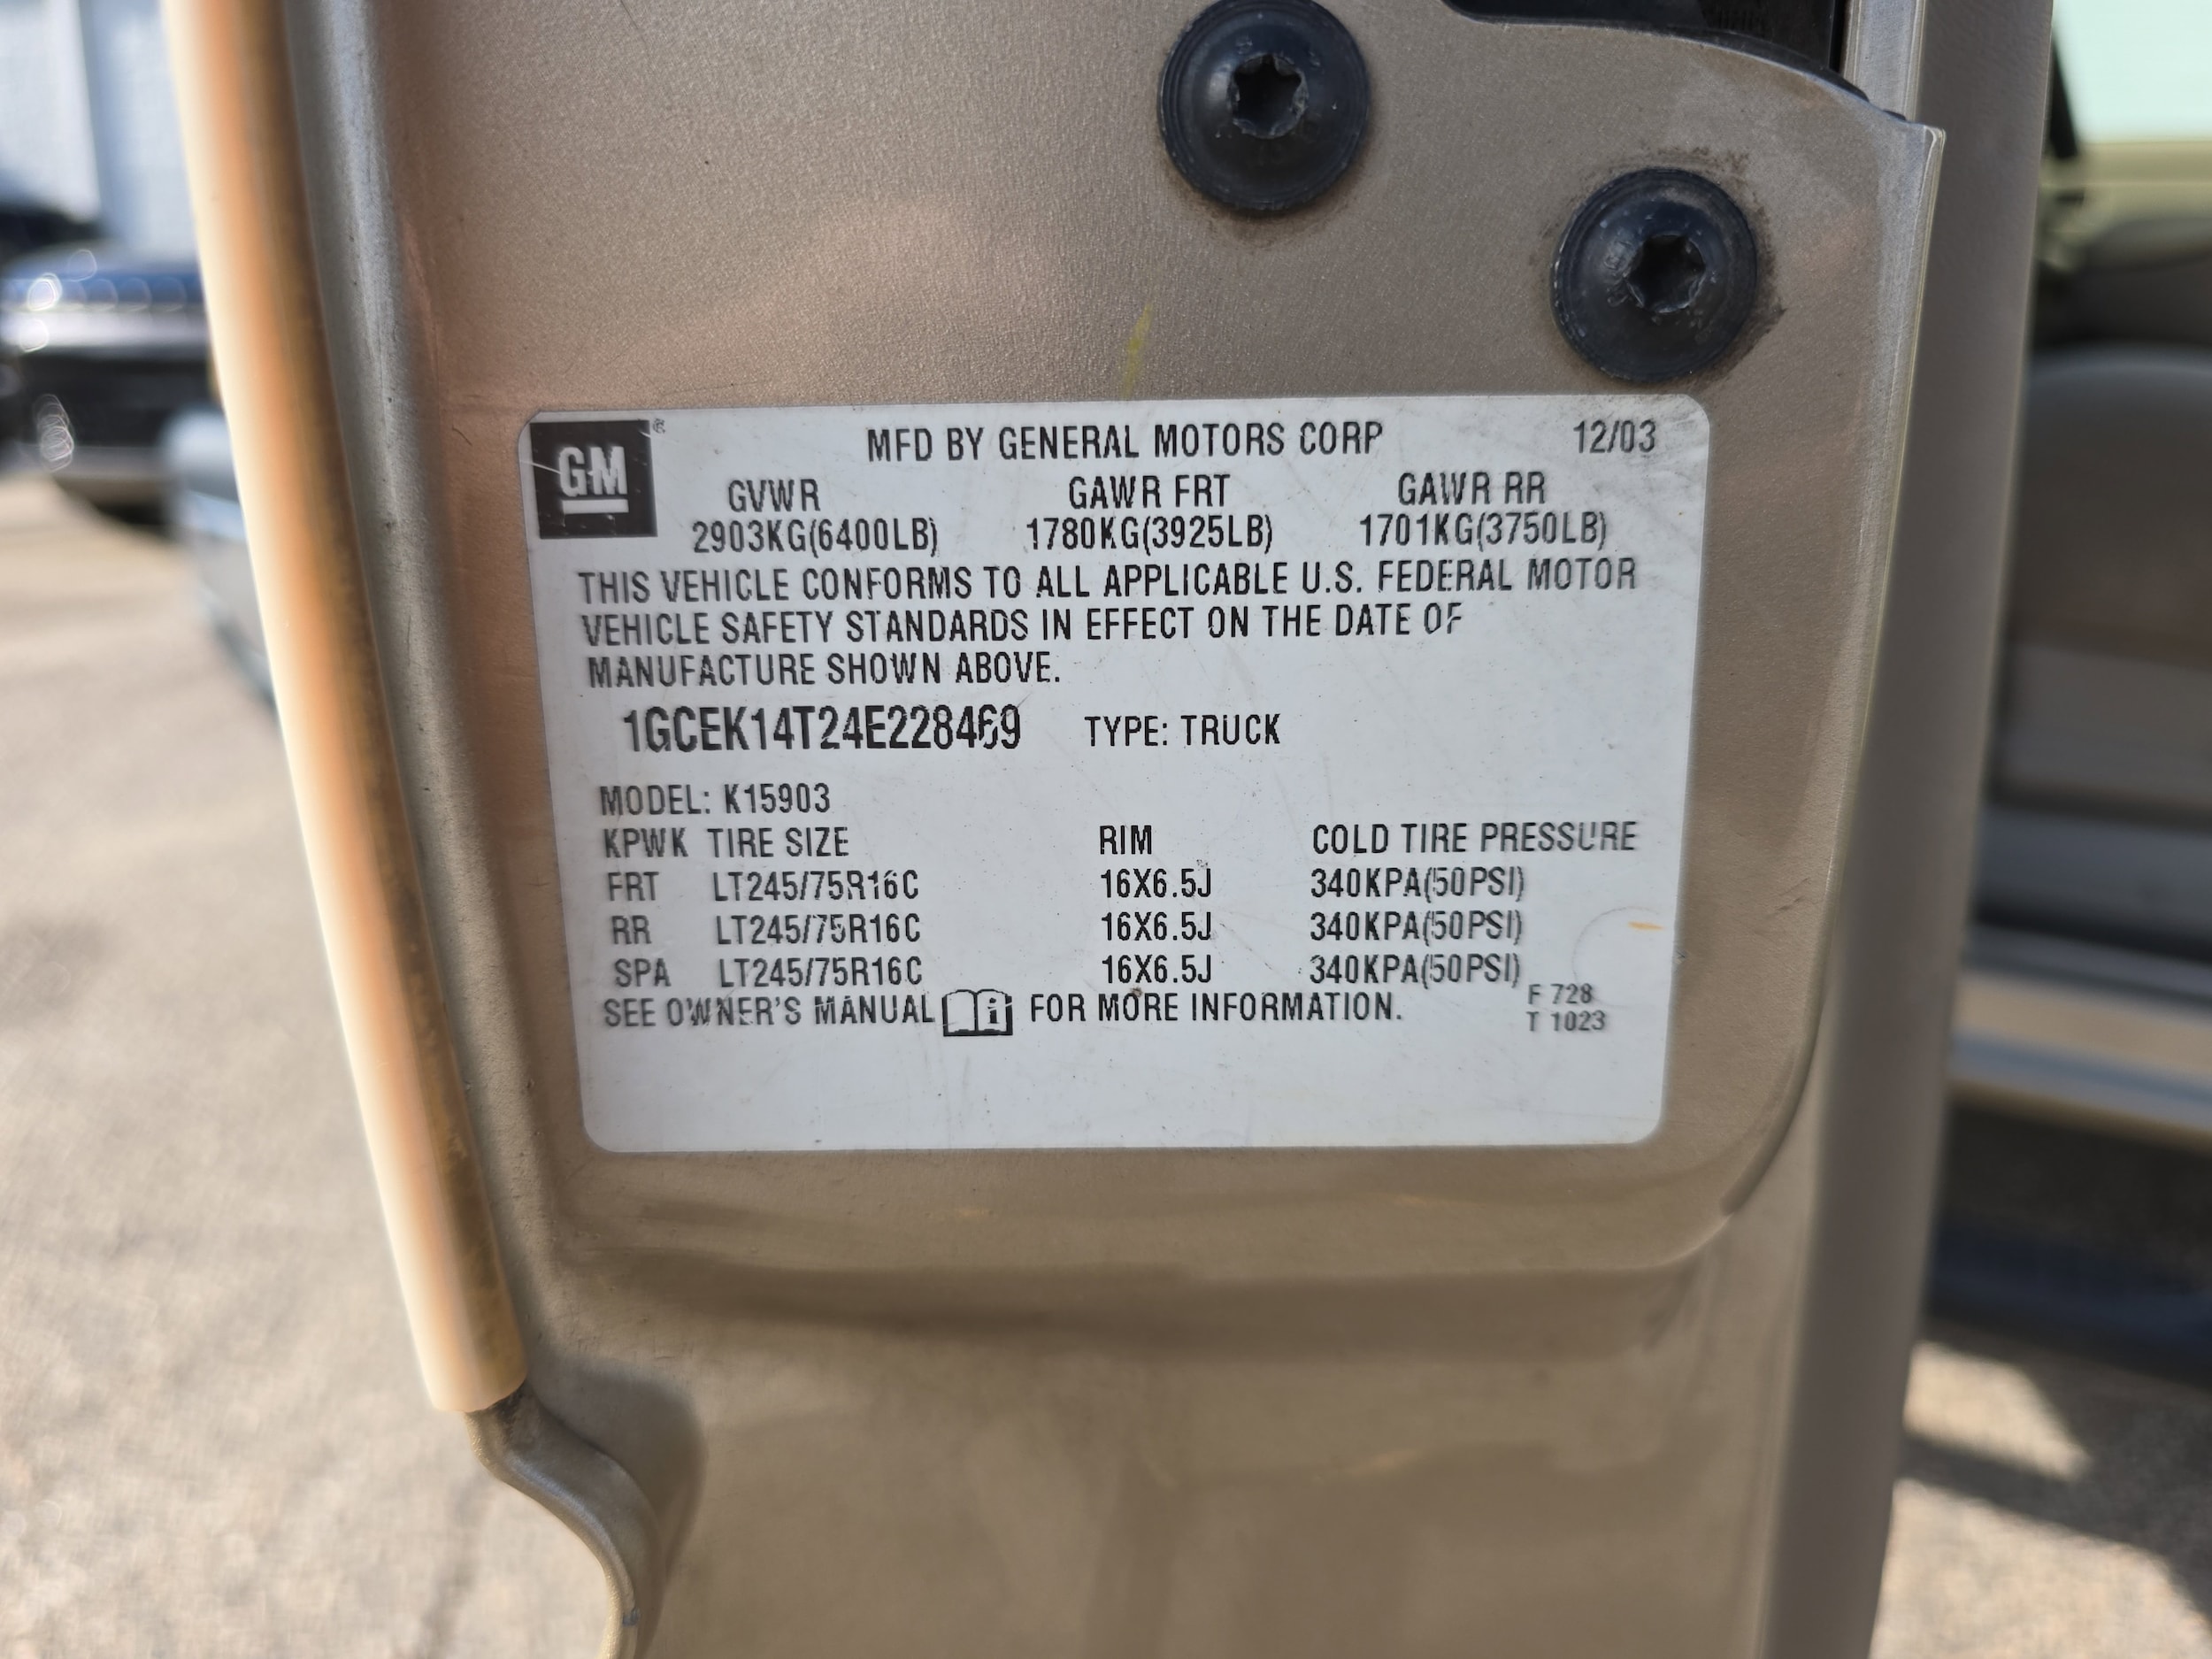 GM ®
MFD BY GENERAL MOTORS CORP 12/03
GVWR GAWR FRT GAWR RR
2903KG(6400LB) 1780KG(3925LB) 1701KG(3750LB)
THIS VEHICLE CONFORMS TO ALL APPLICABLE U.S. FEDERAL MOTOR
VEHICLE SAFETY STANDARDS IN EFFECT ON THE DATE OF
MANUFACTURE SHOWN ABOVE.
1GCEK14T24E228469 TYPE: TRUCK
MODEL: K15903
KPWK TIRE SIZE RIM COLD TIRE PRESSURE
FRT LT245/75R16C 16X6.5J 340KPA(50PSI)
RR LT245/75R16C 16X6.5J 340KPA(50PSI)
SPA LT245/75R16C 16X6.5J 340KPA(50PSI)
SEE OWNER'S MANUAL FOR MORE INFORMATION.
F 728
T 1023